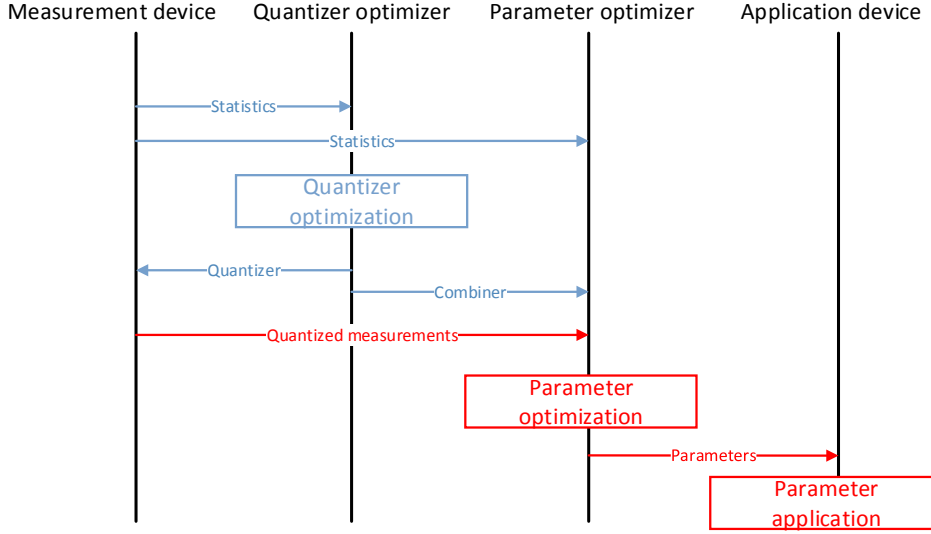 Measurement device
Quantizer optimizer
Parameter optimizer
Application device
Statistics
Statistics
Quantizer
optimization
Quantizer
Combiner
Quantized measurements
Parameter
optimization
Parameters
Parameter
application